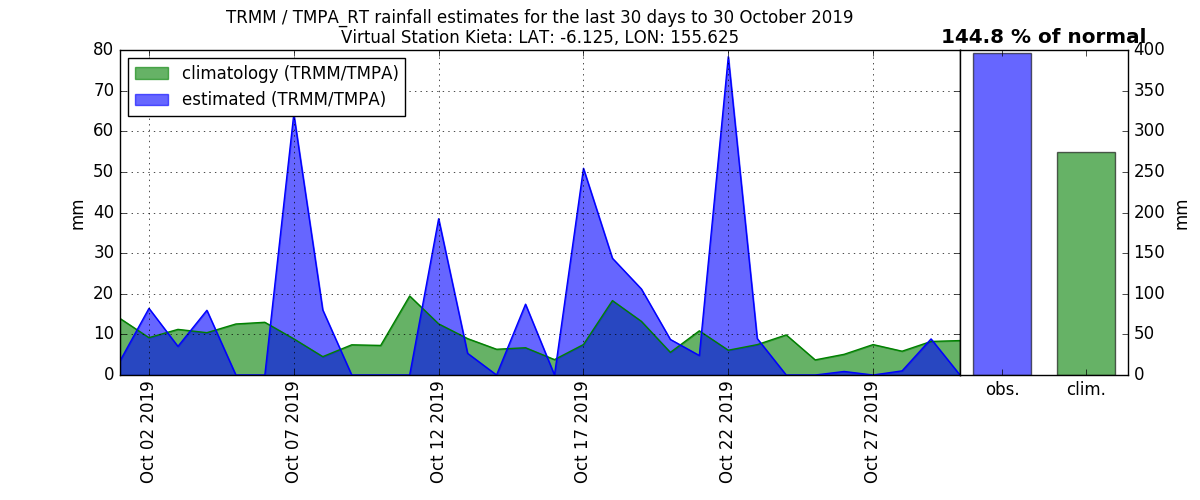 TRMM / TMPA_RT rainfall estimates for the last 30 days to 30 October 2019
Virtual Station Kieta: LAT: -6.125, LON: 155.625
144.8 % of normal
climatology (TRMM/TMPA)
estimated (TRMM/TMPA)
80
70
60
50
40
30
20
10
0
mm
Oct 02 2019
Oct 07 2019
Oct 12 2019
Oct 17 2019
Oct 22 2019
Oct 27 2019
obs.
clim.
400
350
300
250
200
150
100
50
0
mm